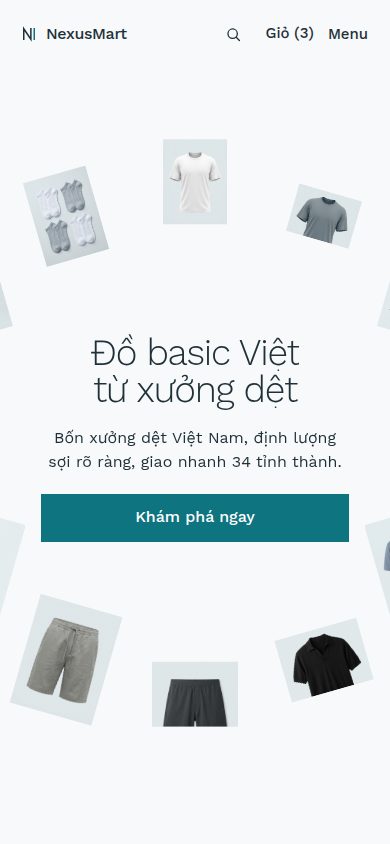 NexusMart
Giỏ (3)
Menu
Đồ basic Việt
từ xưởng dệt
Bốn xưởng dệt Việt Nam, định lượng
sợi rõ ràng, giao nhanh 34 tỉnh thành.
Khám phá ngay